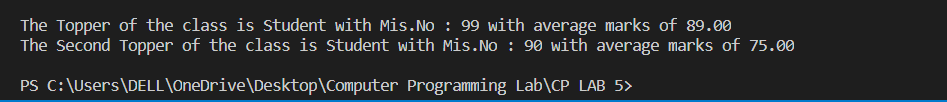 The Topper of the class is Student with Mis.No : 99 with average marks of 89.00
The Second Topper of the class is Student with Mis.No : 90 with average marks of 75.00
PS C:\Users\DELL\OneDrive\Desktop\Computer Programming Lab\CP LAB 5>